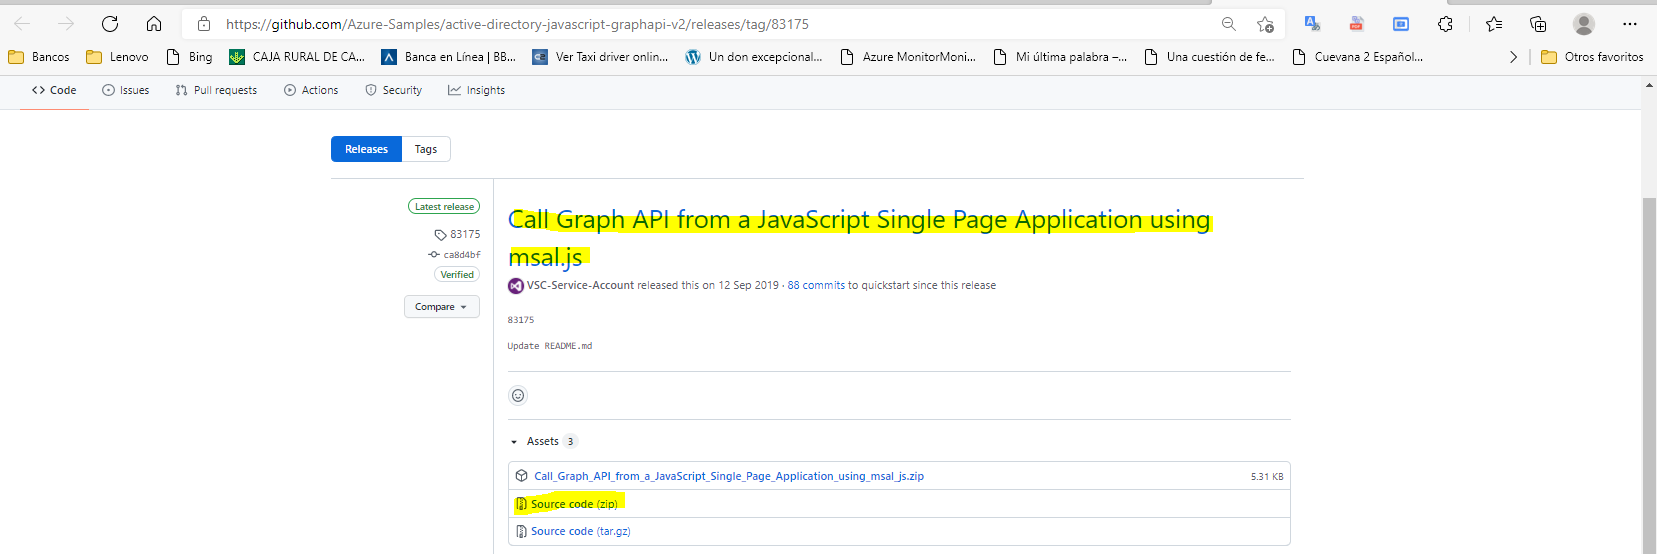 https://github.com/Azure-Samples/active-directory-javascript-graphapi-v2/releases/tag/83175
Bancos Lenovo Bing CAJA RURAL DE CA... Banca en Línea | BB... Ver Taxi driver onlin... Un don excepcional... Azure MonitorMoni... Mi última palabra –... Una cuestión de fe... Cuevana 2 Español... Otros favoritos
<> Code Issues Pull requests Actions Security Insights
Releases Tags
Latest release
83175
ca8d4bf
Verified
Compare
Call Graph API from a JavaScript Single Page Application using
msal.js
VSC-Service-Account released this on 12 Sep 2019 · 88 commits to quickstart since this release
83175
Update README.md
Assets 3
Call_Graph_API_from_a_JavaScript_Single_Page_Application_using_msal_js.zip 5.31 KB
Source code (zip)
Source code (tar.gz)